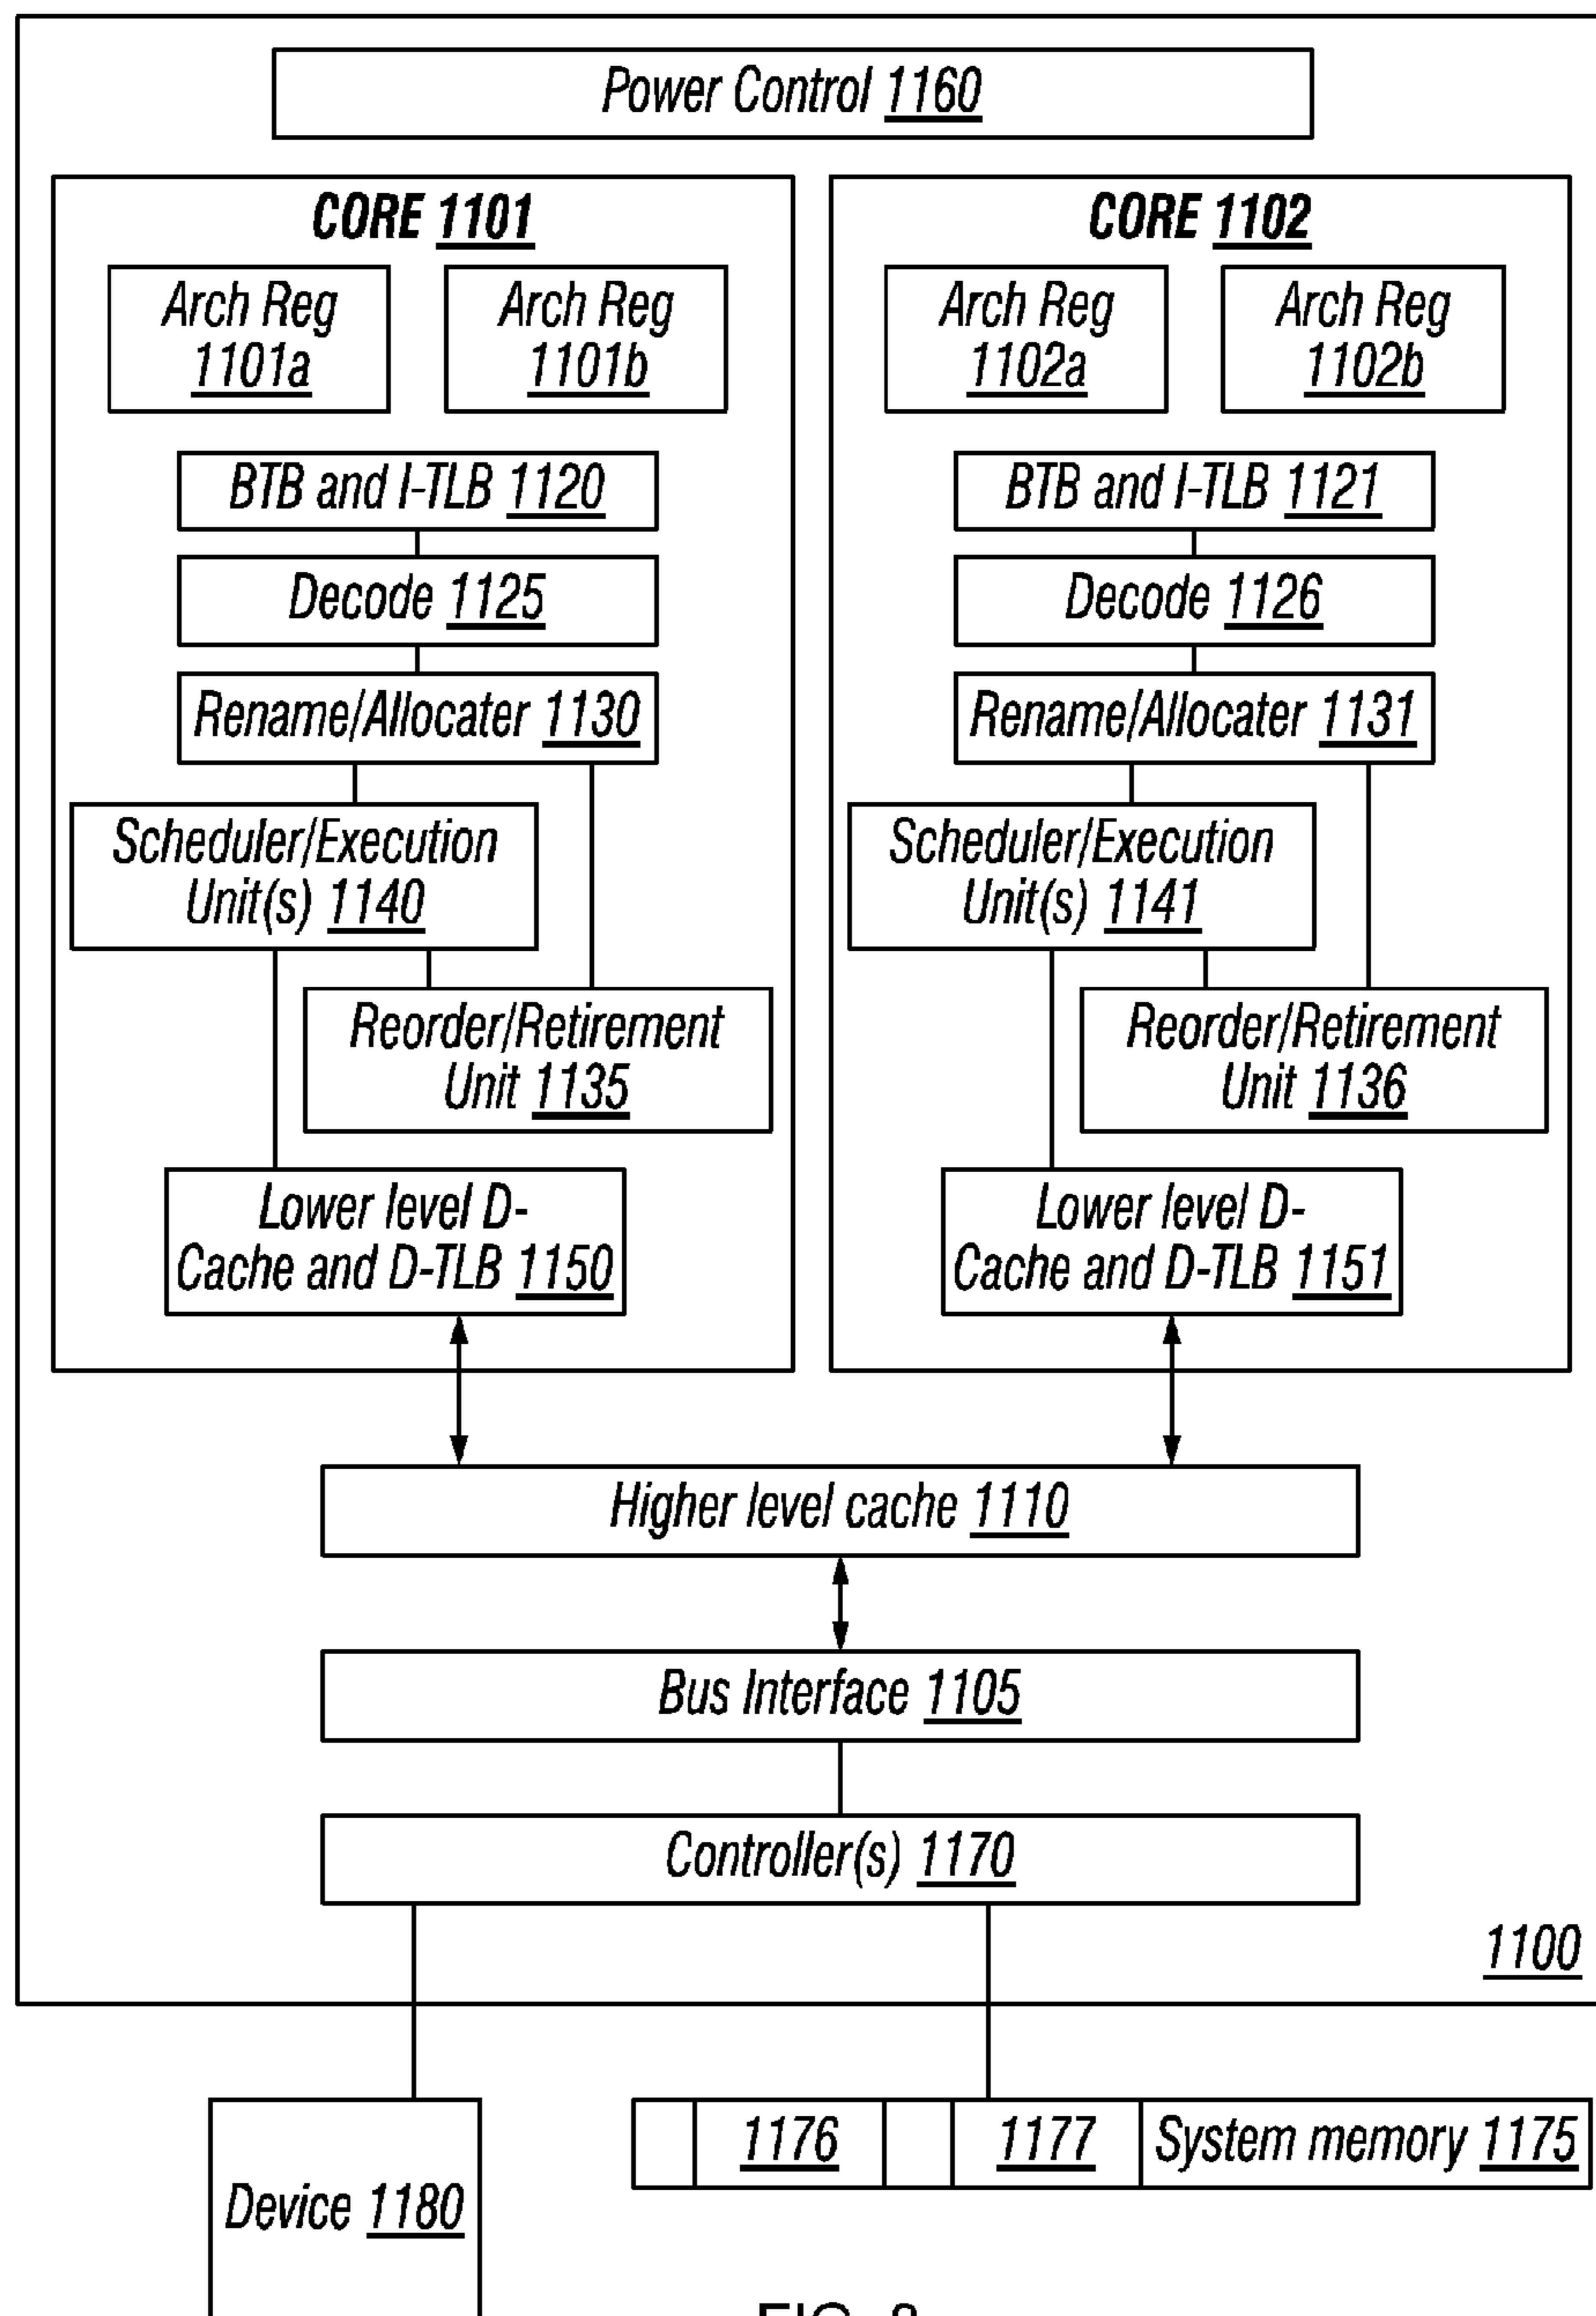 Power Control 1160
CORE 1101
Arch Reg
1101a
Arch Reg
1101b
BTB and I-TLB 1120
Decode 1125
Rename/Allocater 1130
Scheduler/Execution
Unit(s) 1140
Reorder/Retirement
Unit 1135
Lower level D-
Cache and D-TLB 1150
CORE 1102
Arch Reg
1102a
Arch Reg
1102b
BTB and I-TLB 1121
Decode 1126
Rename/Allocater 1131
Scheduler/Execution
Unit(s) 1141
Reorder/Retirement
Unit 1136
Lower level D-
Cache and D-TLB 1151
Higher level cache 1110
Bus Interface 1105
Controller(s) 1170
1100
Device 1180
1176
1177
System memory 1175
FIG.